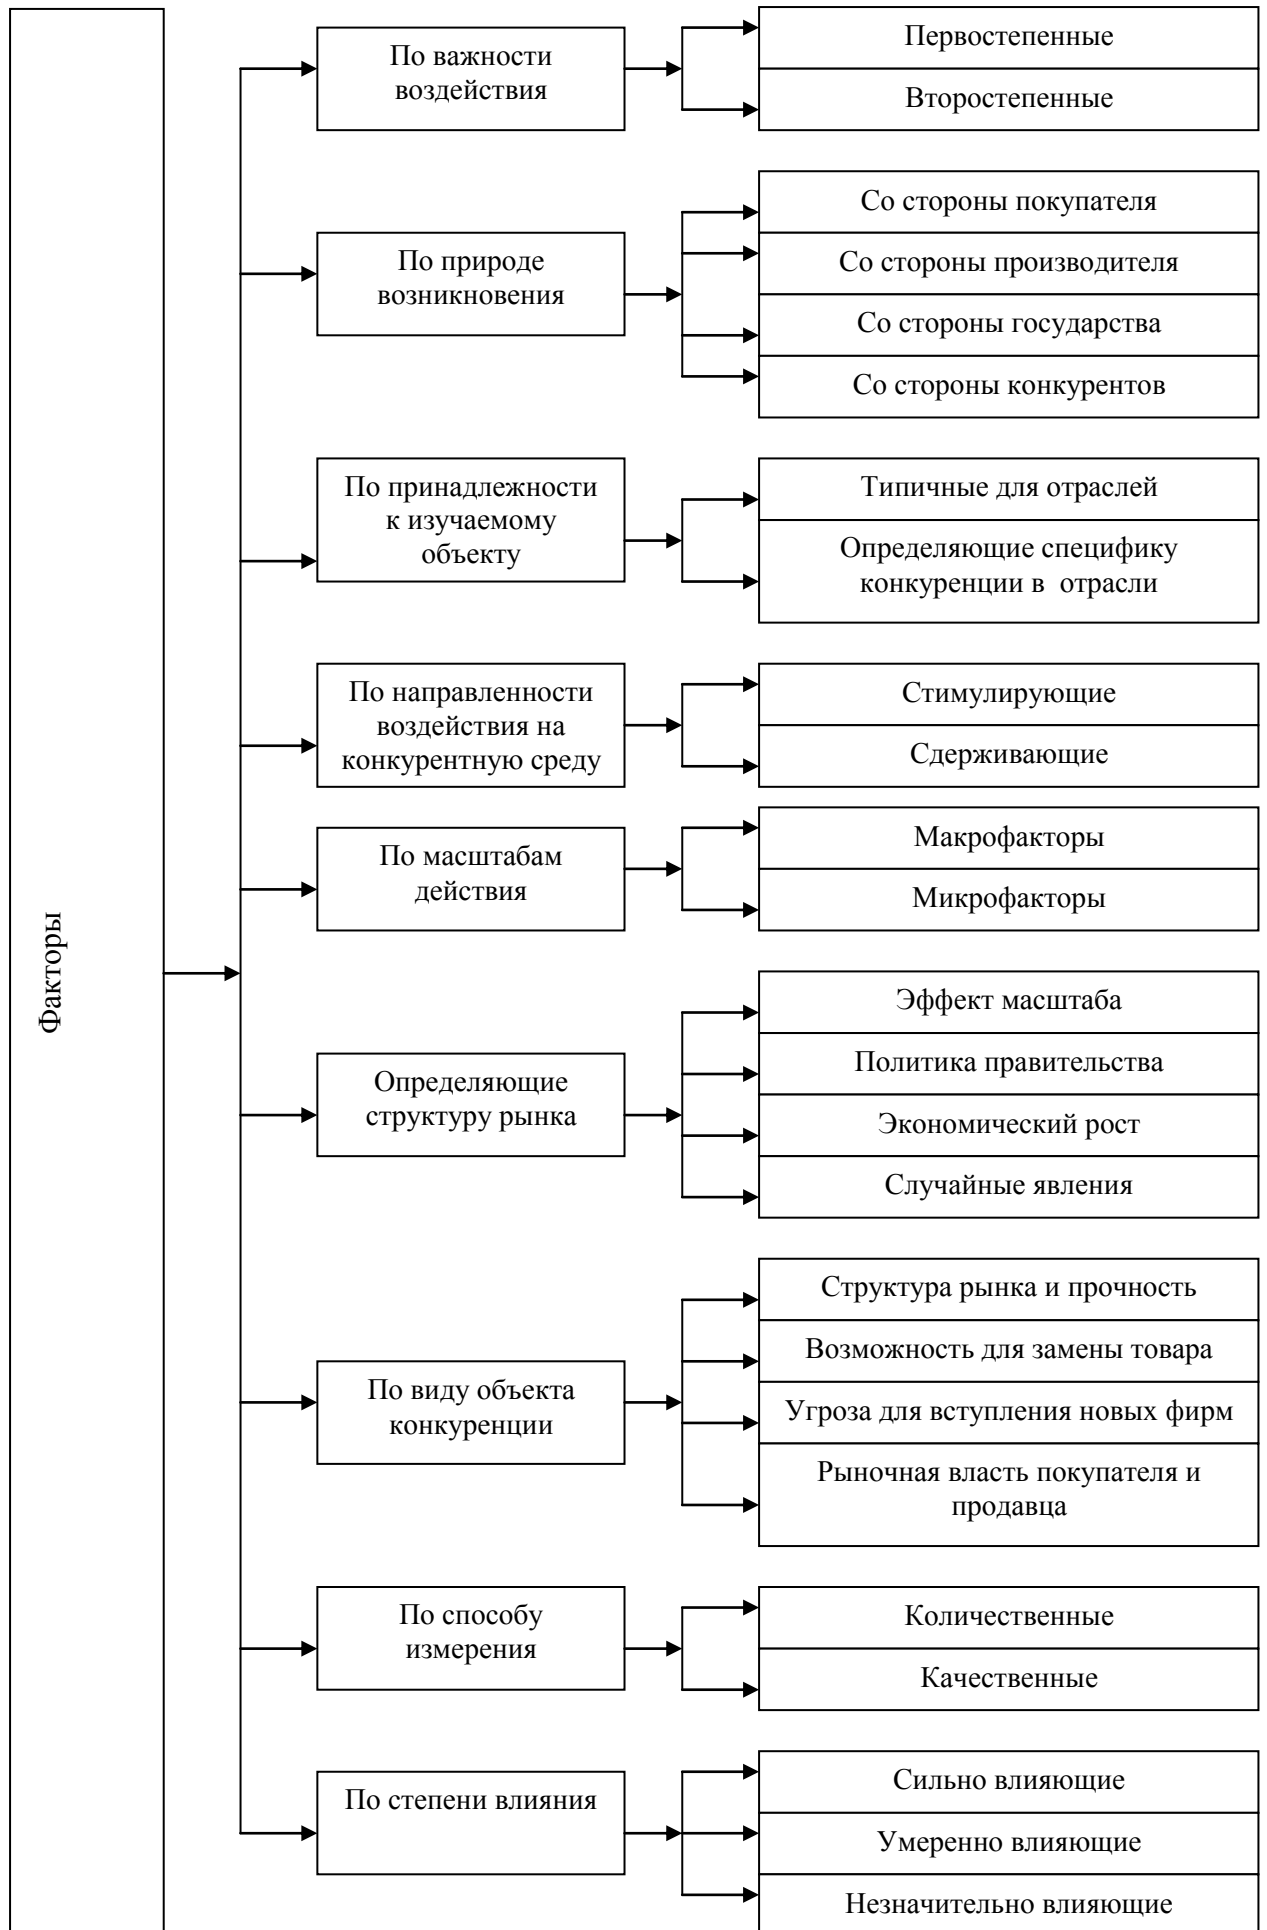 Факторы
По важности
воздействия
Первостепенные
Второстепенные
По природе
возникновения
Со стороны покупателя
Со стороны производителя
Со стороны государства
Со стороны конкурентов
По принадлежности
к изучаемому
объекту
Типичные для отраслей
Определяющие специфику
конкуренции в отрасли
По направленности
воздействия на
конкурентную среду
Стимулирующие
Сдерживающие
По масштабам
действия
Макрофакторы
Микрофакторы
Определяющие
структуру рынка
Эффект масштаба
Политика правительства
Экономический рост
Случайные явления
По виду объекта
конкуренции
Структура рынка и прочность
Возможность для замены товара
Угроза для вступления новых фирм
Рыночная власть покупателя и
продавца
По способу
измерения
Количественные
Качественные
По степени влияния
Сильно влияющие
Умеренно влияющие
Незначительно влияющие